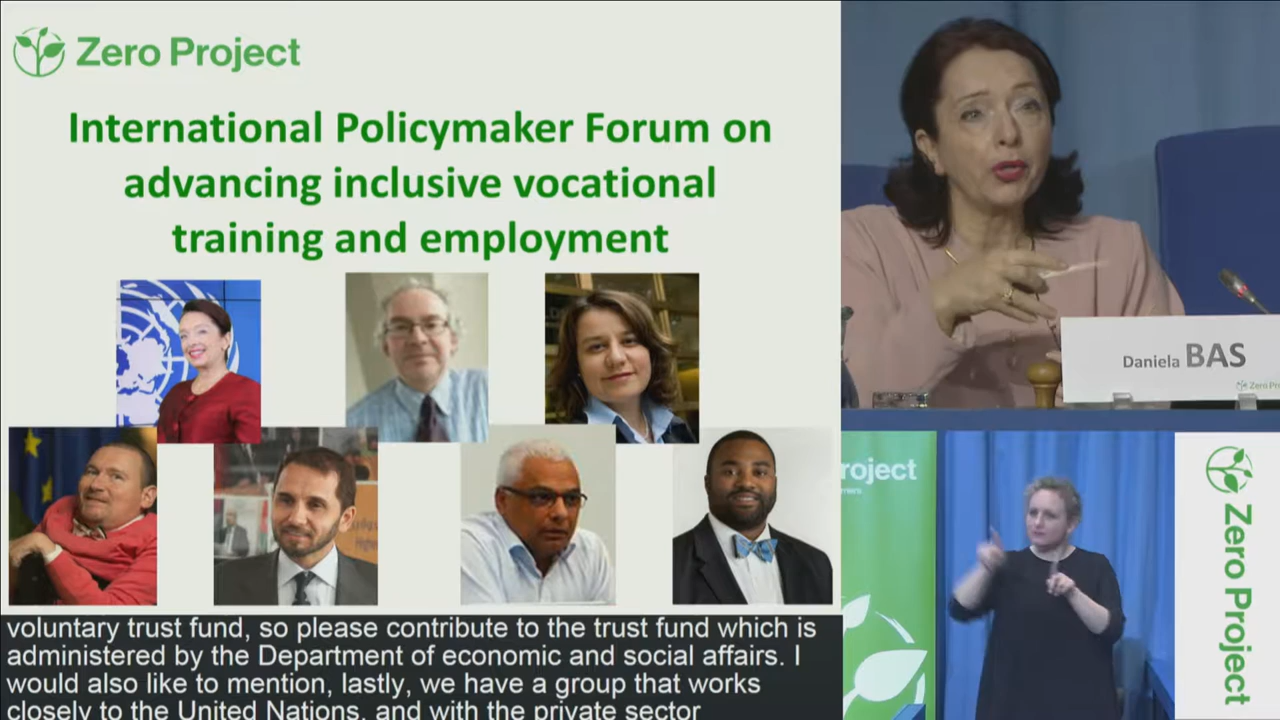 Zero Project
International Policymaker Forum on
advancing inclusive vocational
training and employment
voluntary trust fund, so please contribute to the trust fund which is
administered by the Department of economic and social affairs. I
would also like to mention, lastly, we have a group that works
closely to the United Nations, and with the private sector
Daniela BAS
Zero Pro
roject
Zero Project